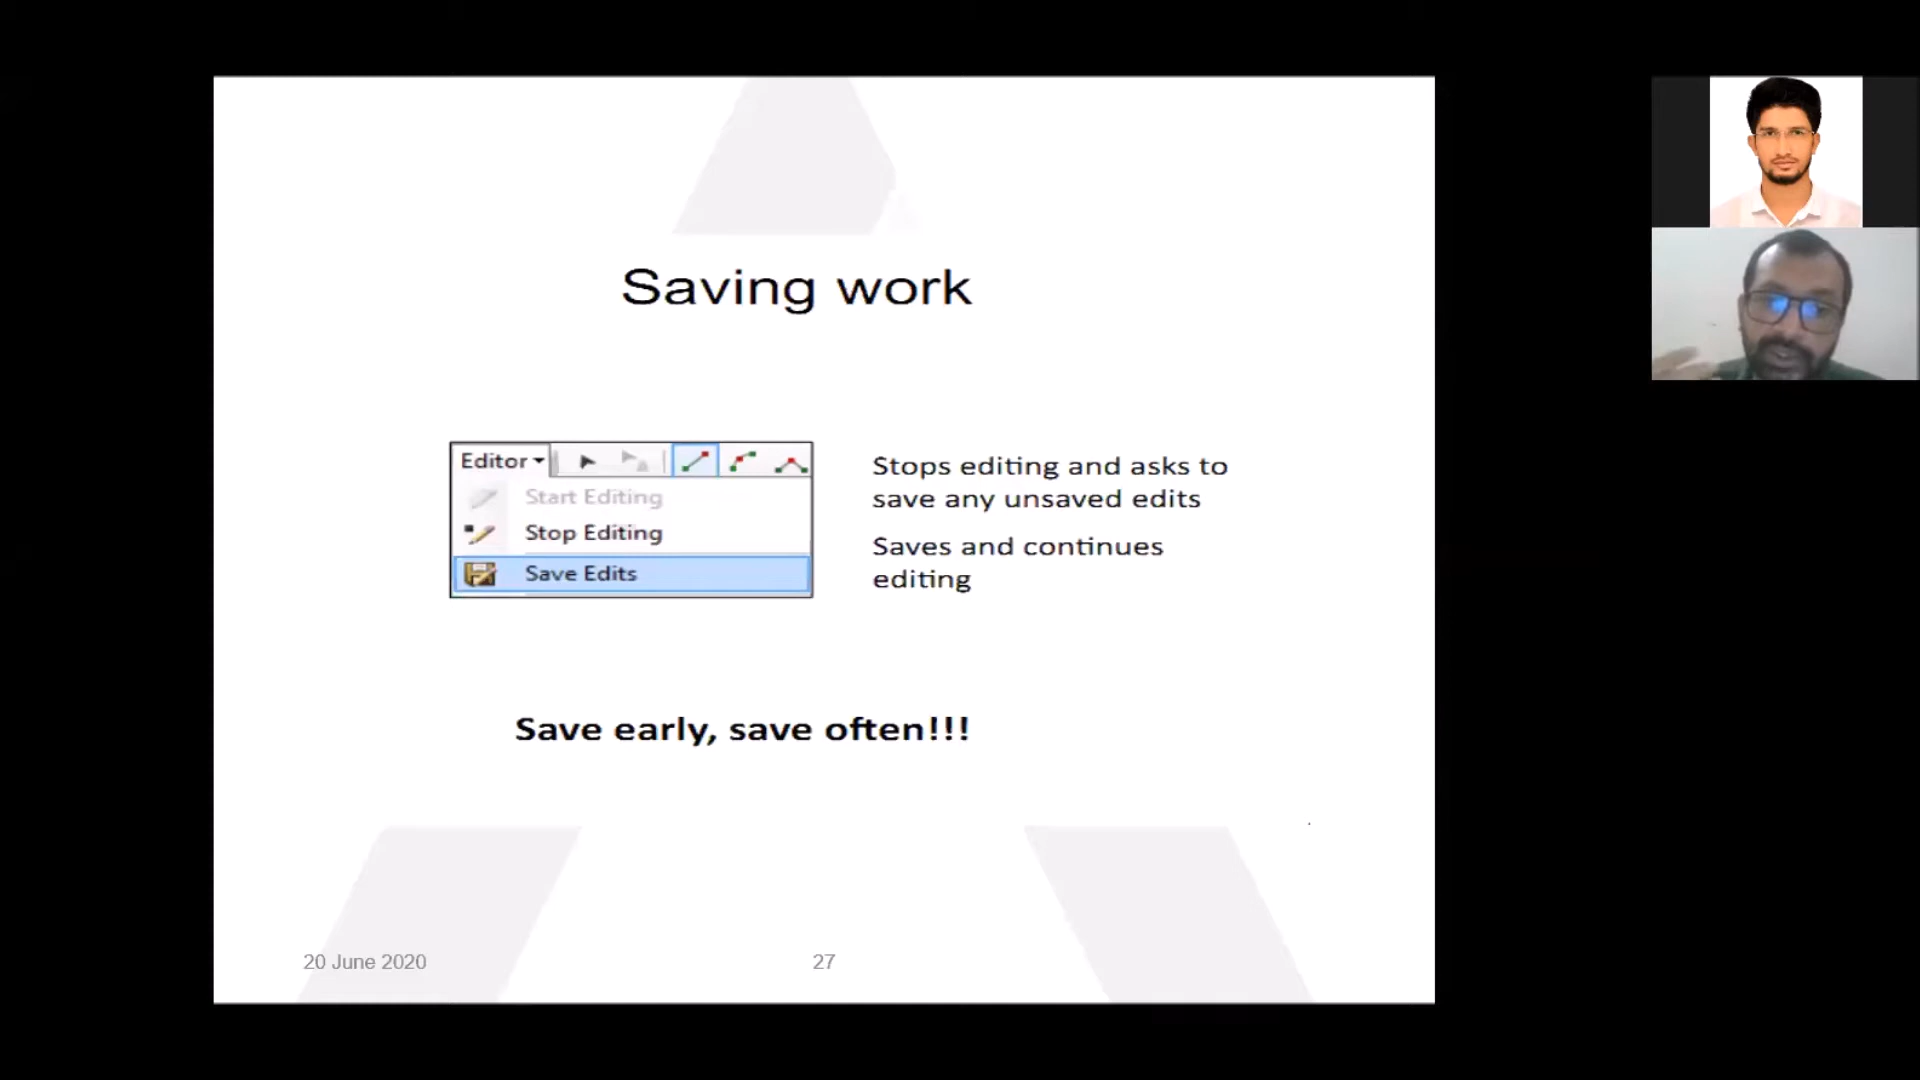 Saving work
Editor
Start Editing
Stop Editing
Save Edits
Stops editing and asks to
save any unsaved edits
Saves and continues
editing
Save early, save often!!!
20 June 2020
27